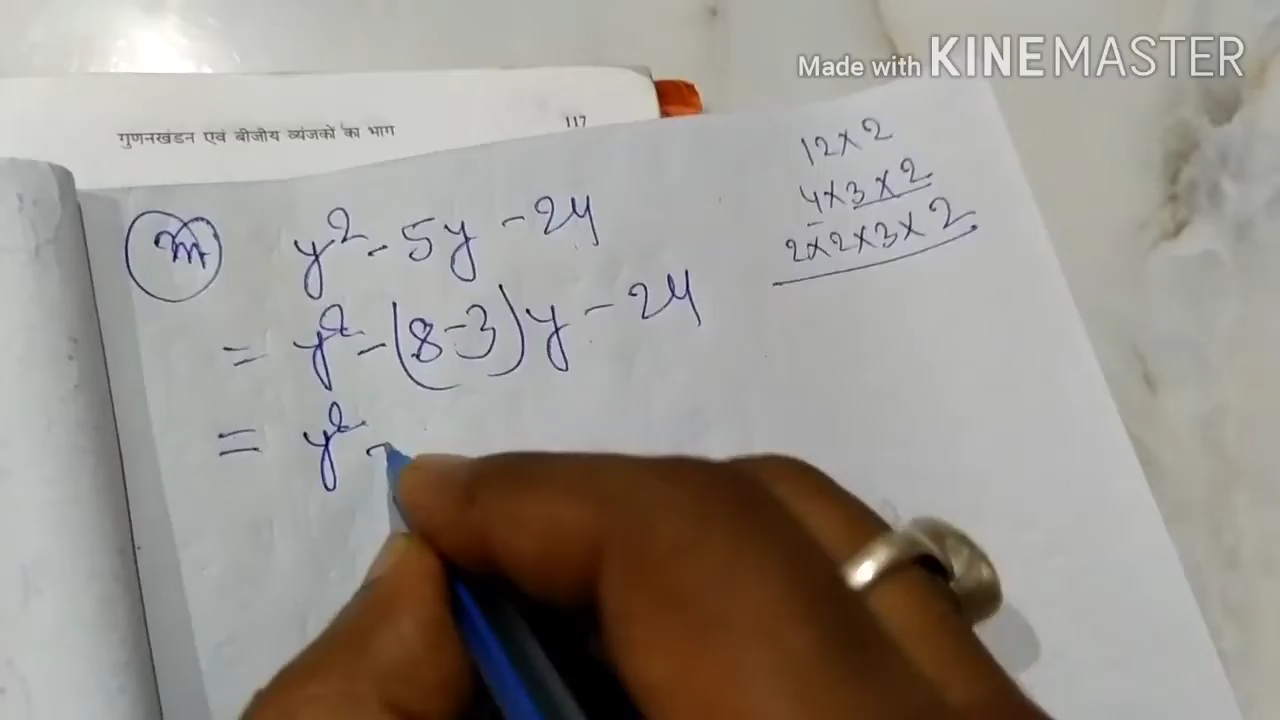 Made with KINEMASTER
गुणनखंडन एवं बीजीय व्यंजकों का भाग 117
y² - 5y - 24
= y² - (8-3)y - 24
= y² -
12 × 2
4 × 3 × 2
2 × 2 × 3 × 2